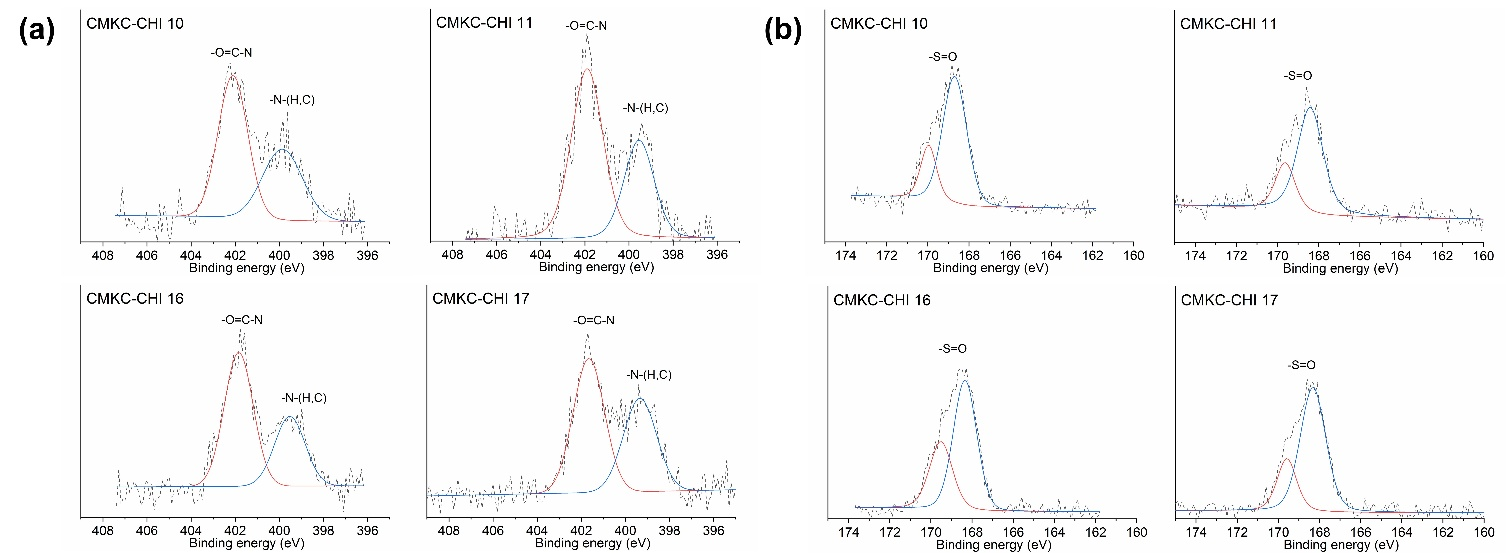 (a)
CMKC-CHI 10
-O=C-N
-N-(H,C)
408 406 404 402 400 398 396
Binding energy (eV)
CMKC-CHI 11
-O=C-N
-N-(H,C)
408 406 404 402 400 398 396
Binding energy (eV)
(b)
CMKC-CHI 10
-S=O
174 172 170 168 166 164 162 160
Binding energy (eV)
CMKC-CHI 11
-S=O
174 172 170 168 166 164 162 160
Binding energy (eV)
CMKC-CHI 16
-O=C-N
-N-(H,C)
408 406 404 402 400 398 396
Binding energy (eV)
CMKC-CHI 17
-O=C-N
-N-(H,C)
408 406 404 402 400 398 396
Binding energy (eV)
CMKC-CHI 16
-S=O
174 172 170 168 166 164 162 160
Binding energy (eV)
CMKC-CHI 17
-S=O
174 172 170 168 166 164 162 160
Binding energy (eV)